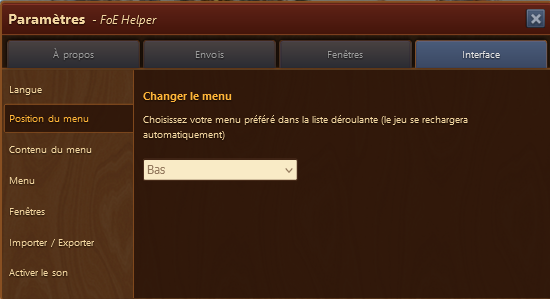 Paramètres - FoE Helper
À propos
Envois
Fenêtres
Interface
Langue
Position du menu
Contenu du menu
Menu
Fenêtres
Importer / Exporter
Activer le son
Changer le menu
Choisissez votre menu préféré dans la liste déroulante (le jeu se rechargera
automatiquement)
Bas